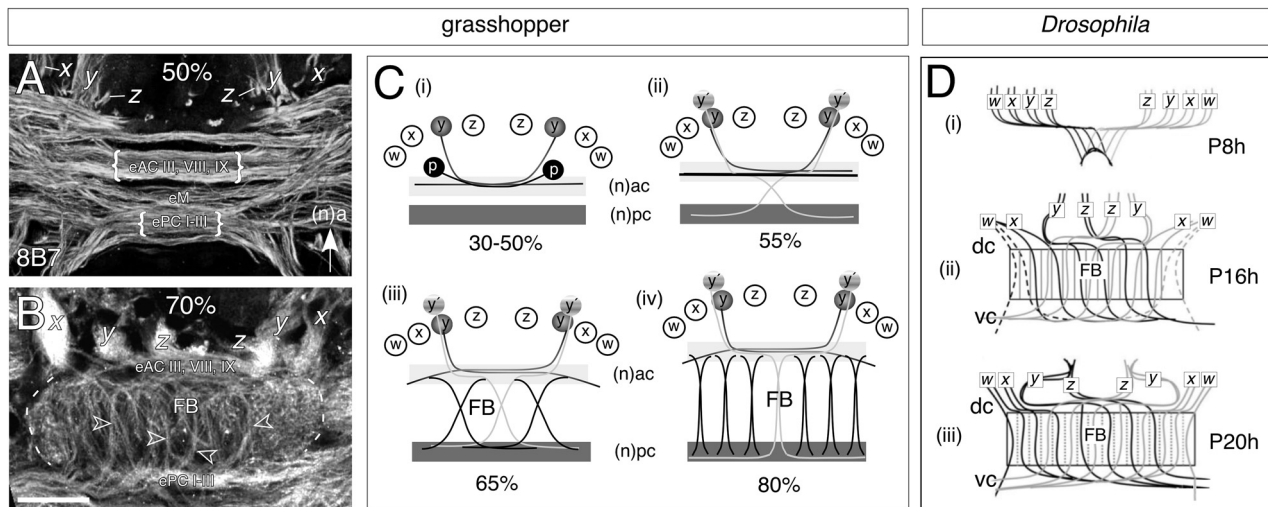 grasshopper
Drosophila
A
50%
x y z z y x
eAC III, VIII, IX
eM
ePC I-III
(n)a
8B7
B
70%
x y z z y x
eAC III, VIII, IX
FB
ePC I-III
C
(i)
w x y z z y x w
p p
(n)ac
(n)pc
30-50%
(ii)
w x y y´ z z y y´ x w
55%
(iii)
w x y y´ z z y y´ x w
(n)ac
FB
(n)pc
65%
(iv)
w x y y´ z z y y´ x w
FB
80%
D
w x y z z y x w
(i)
P8h
w x y z z y x w
dc
(ii)
FB
P16h
vc
w x y z z y x w
dc
(iii)
FB
P20h
vc